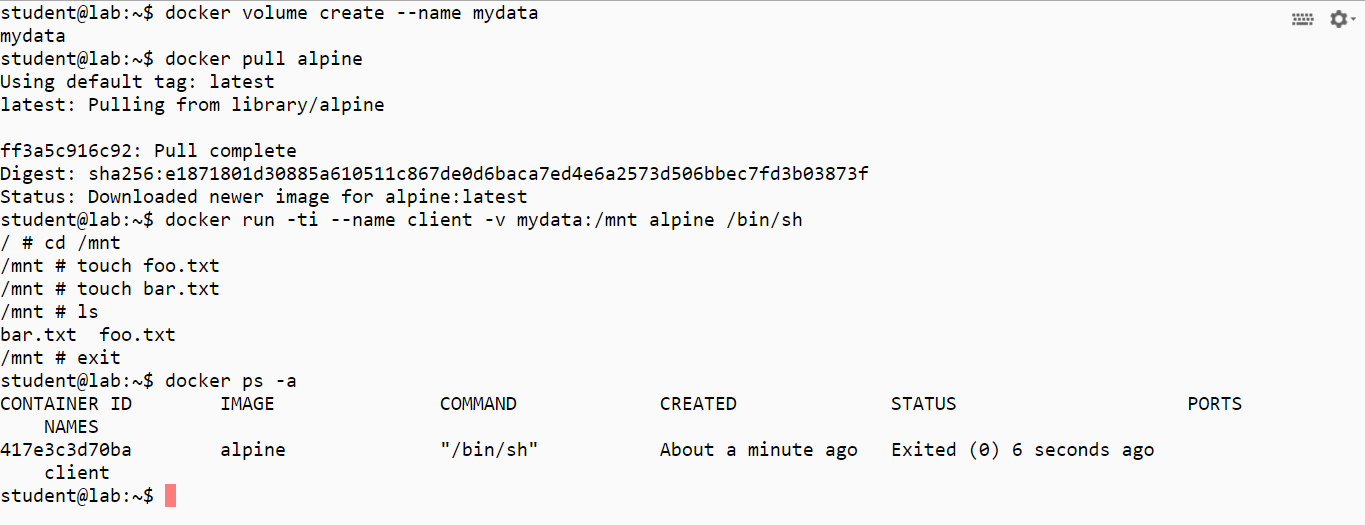 student@lab:~$ docker volume create --name mydata
mydata
student@lab:~$ docker pull alpine
Using default tag: latest
latest: Pulling from library/alpine

ff3a5c916c92: Pull complete
Digest: sha256:e1871801d30885a610511c867de0d6baca7ed4e6a2573d506bbec7fd3b03873f
Status: Downloaded newer image for alpine:latest
student@lab:~$ docker run -ti --name client -v mydata:/mnt alpine /bin/sh
/ # cd /mnt
/mnt # touch foo.txt
/mnt # touch bar.txt
/mnt # ls
bar.txt  foo.txt
/mnt # exit
student@lab:~$ docker ps -a
CONTAINER ID        IMAGE               COMMAND             CREATED              STATUS                     PORTS
    NAMES
417e3c3d70ba        alpine              "/bin/sh"           About a minute ago   Exited (0) 6 seconds ago
    client
student@lab:~$